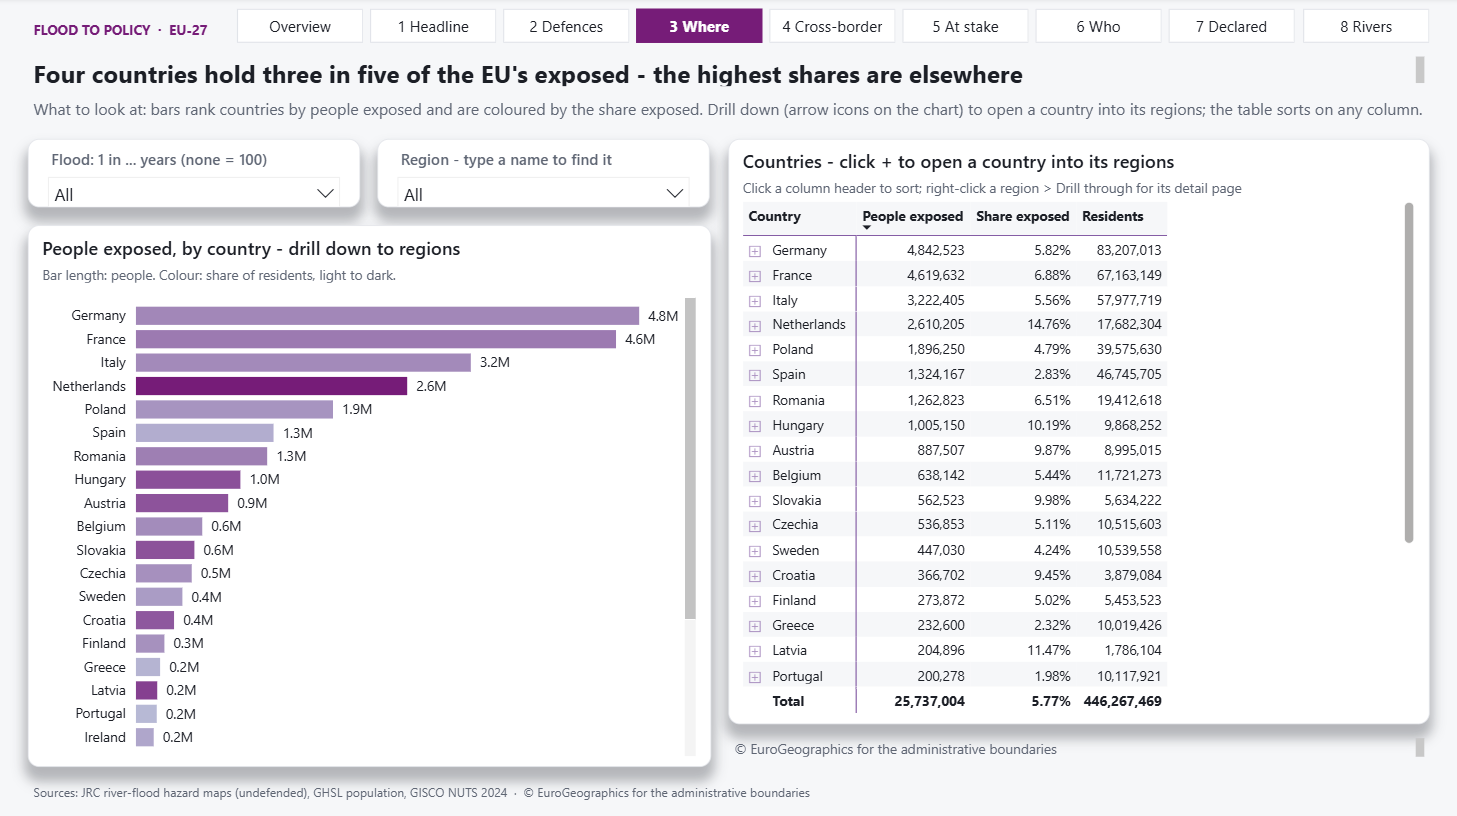 FLOOD TO POLICY · EU-27
Overview
1 Headline
2 Defences
3 Where
4 Cross-border
5 At stake
6 Who
7 Declared
8 Rivers
Four countries hold three in five of the EU's exposed - the highest shares are elsewhere
What to look at: bars rank countries by people exposed and are coloured by the share exposed. Drill down (arrow icons on the chart) to open a country into its regions; the table sorts on any column.
Flood: 1 in ... years (none = 100)
All
Region - type a name to find it
All
People exposed, by country - drill down to regions
Bar length: people. Colour: share of residents, light to dark.
Germany 4.8M
France 4.6M
Italy 3.2M
Netherlands 2.6M
Poland 1.9M
Spain 1.3M
Romania 1.3M
Hungary 1.0M
Austria 0.9M
Belgium 0.6M
Slovakia 0.6M
Czechia 0.5M
Sweden 0.4M
Croatia 0.4M
Finland 0.3M
Greece 0.2M
Latvia 0.2M
Portugal 0.2M
Ireland 0.2M
Countries - click + to open a country into its regions
Click a column header to sort; right-click a region > Drill through for its detail page
Country People exposed Share exposed Residents
Germany 4,842,523 5.82% 83,207,013
France 4,619,632 6.88% 67,163,149
Italy 3,222,405 5.56% 57,977,719
Netherlands 2,610,205 14.76% 17,682,304
Poland 1,896,250 4.79% 39,575,630
Spain 1,324,167 2.83% 46,745,705
Romania 1,262,823 6.51% 19,412,618
Hungary 1,005,150 10.19% 9,868,252
Austria 887,507 9.87% 8,995,015
Belgium 638,142 5.44% 11,721,273
Slovakia 562,523 9.98% 5,634,222
Czechia 536,853 5.11% 10,515,603
Sweden 447,030 4.24% 10,539,558
Croatia 366,702 9.45% 3,879,084
Finland 273,872 5.02% 5,453,523
Greece 232,600 2.32% 10,019,426
Latvia 204,896 11.47% 1,786,104
Portugal 200,278 1.98% 10,117,921
Total 25,737,004 5.77% 446,267,469
© EuroGeographics for the administrative boundaries
Sources: JRC river-flood hazard maps (undefended), GHSL population, GISCO NUTS 2024 · © EuroGeographics for the administrative boundaries